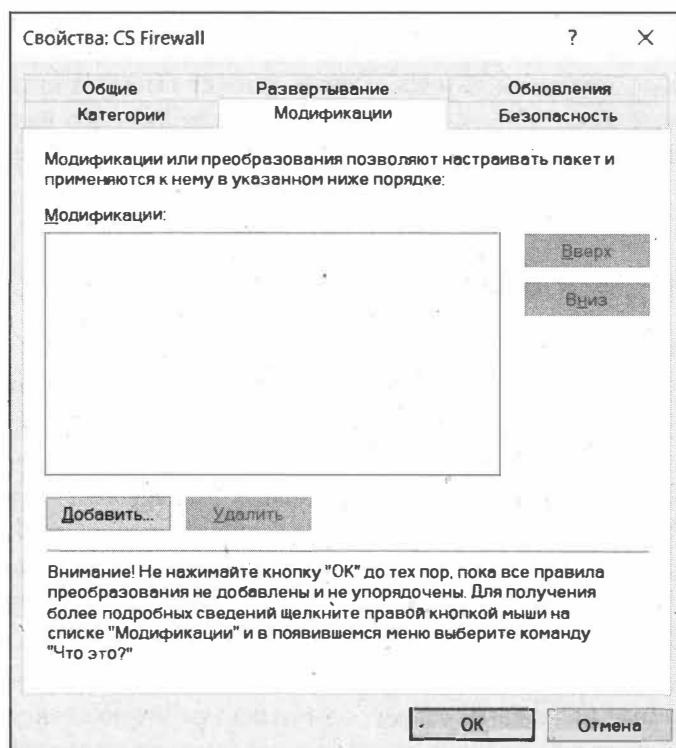 Свойства: CS Firewall ? ×
Общие Развертывание Обновления
Категории Модификации Безопасность
Модификации или преобразования позволяют настраивать пакет и
применяются к нему в указанном ниже порядке:
Модификации:
Вверх
Вниз
Добавить... Удалить
Внимание! Не нажимайте кнопку "ОК" до тех пор, пока все правила
преобразования не добавлены и не упорядочены. Для получения
более подробных сведений щелкните правой кнопкой мыши на
списке "Модификации" и в появившемся меню выберите команду
"Что это?"
ОК Отмена